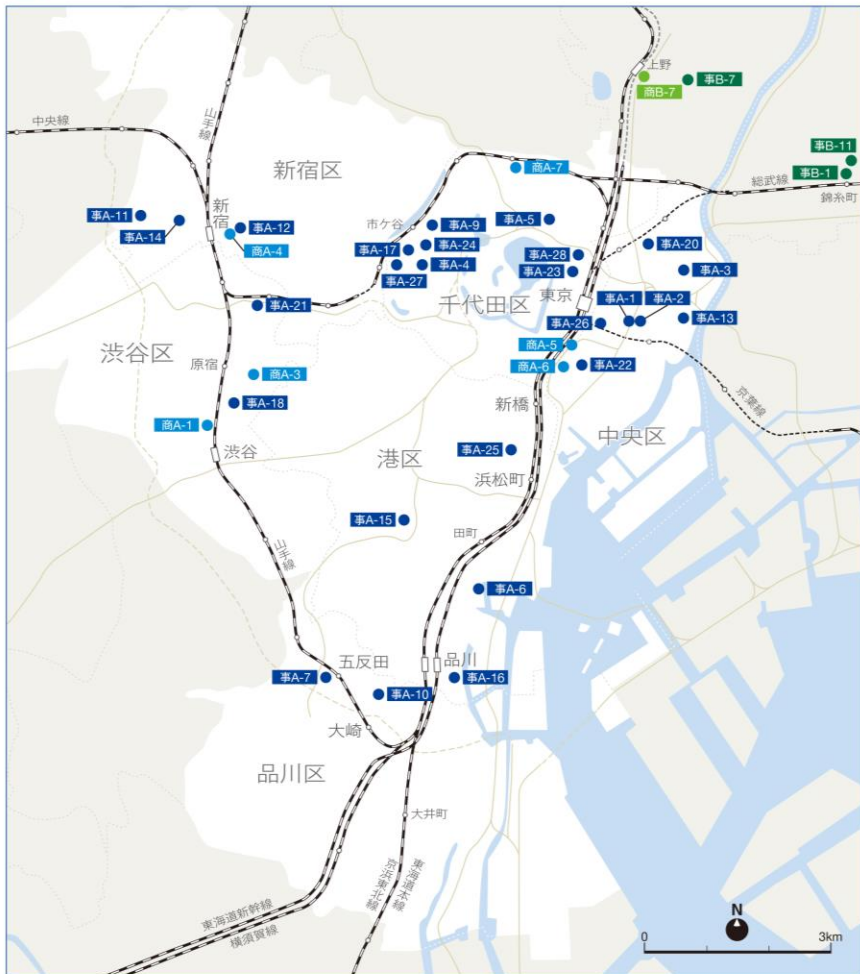 上野
商B-7
事B-7
中央線
山手線
新宿区
商A-7
事B-11
事B-1
総武線
錦糸町
事A-11
事A-14
新宿
事A-12
商A-4
市ケ谷
事A-9
事A-5
事A-17
事A-24
事A-27
事A-4
事A-28
事A-23
事A-20
事A-3
千代田区
東京
事A-21
事A-26
事A-1
事A-2
事A-13
渋谷区
原宿
商A-3
商A-5
商A-6
事A-22
京葉線
事A-18
商A-1
新橋
中央区
渋谷
港区
事A-25
浜松町
事A-15
田町
山手線
事A-6
五反田
品川
事A-7
事A-10
事A-16
大崎
品川区
大井町
東海道本線
京浜東北線
東海道新幹線
横須賀線
N
0
3km